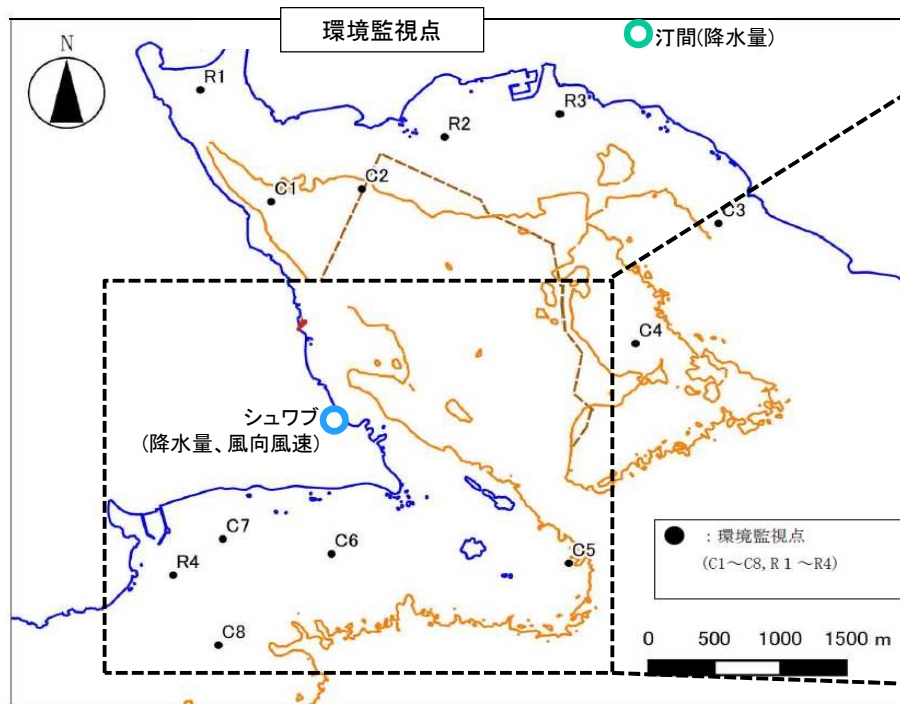 環境監視点
汀間(降水量)
N
R1
R3
R2
C2
C1
C3
C4
シュワブ
(降水量、風向風速)
C7
C6
C5
R4
C8
● : 環境監視点
(C1～C8, R１～R4)
0 500 1000 1500 m